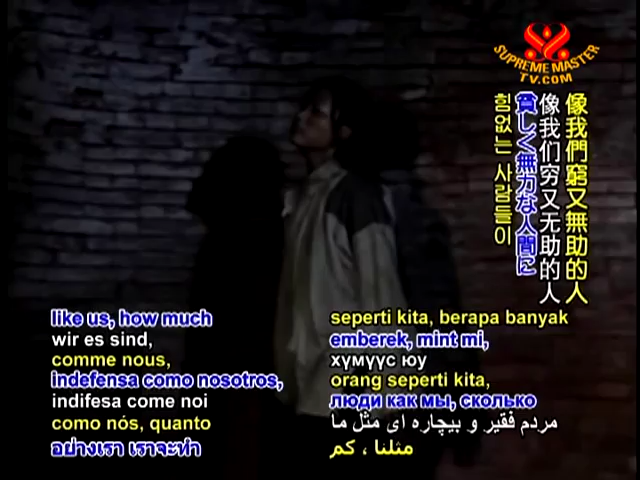 SUPREME MASTER
TV.COM
像我們窮又無助的人
像我们穷又无助的人
貧しく無力な人間に
힘없는 사람들이
like us, how much
wir es sind,
comme nous,
indefensa como nosotros,
indifesa come noi
como nós, quanto
อย่างเรา เราจะทำ
seperti kita, berapa banyak
emberek, mint mi,
хүмүүс юу
orang seperti kita,
люди как мы, сколько
مردم فقیر و بیچاره ای مثل ما
مثلنا ، كم